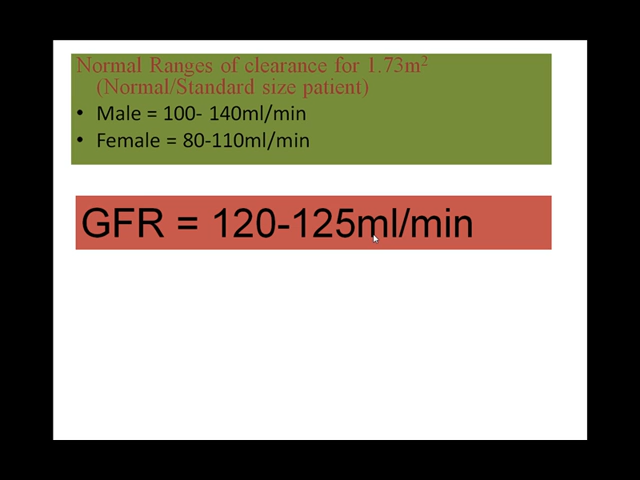 Normal Ranges of clearance for 1.73m²
(Normal/Standard size patient)
• Male = 100- 140ml/min
• Female = 80-110ml/min
GFR = 120-125ml/min